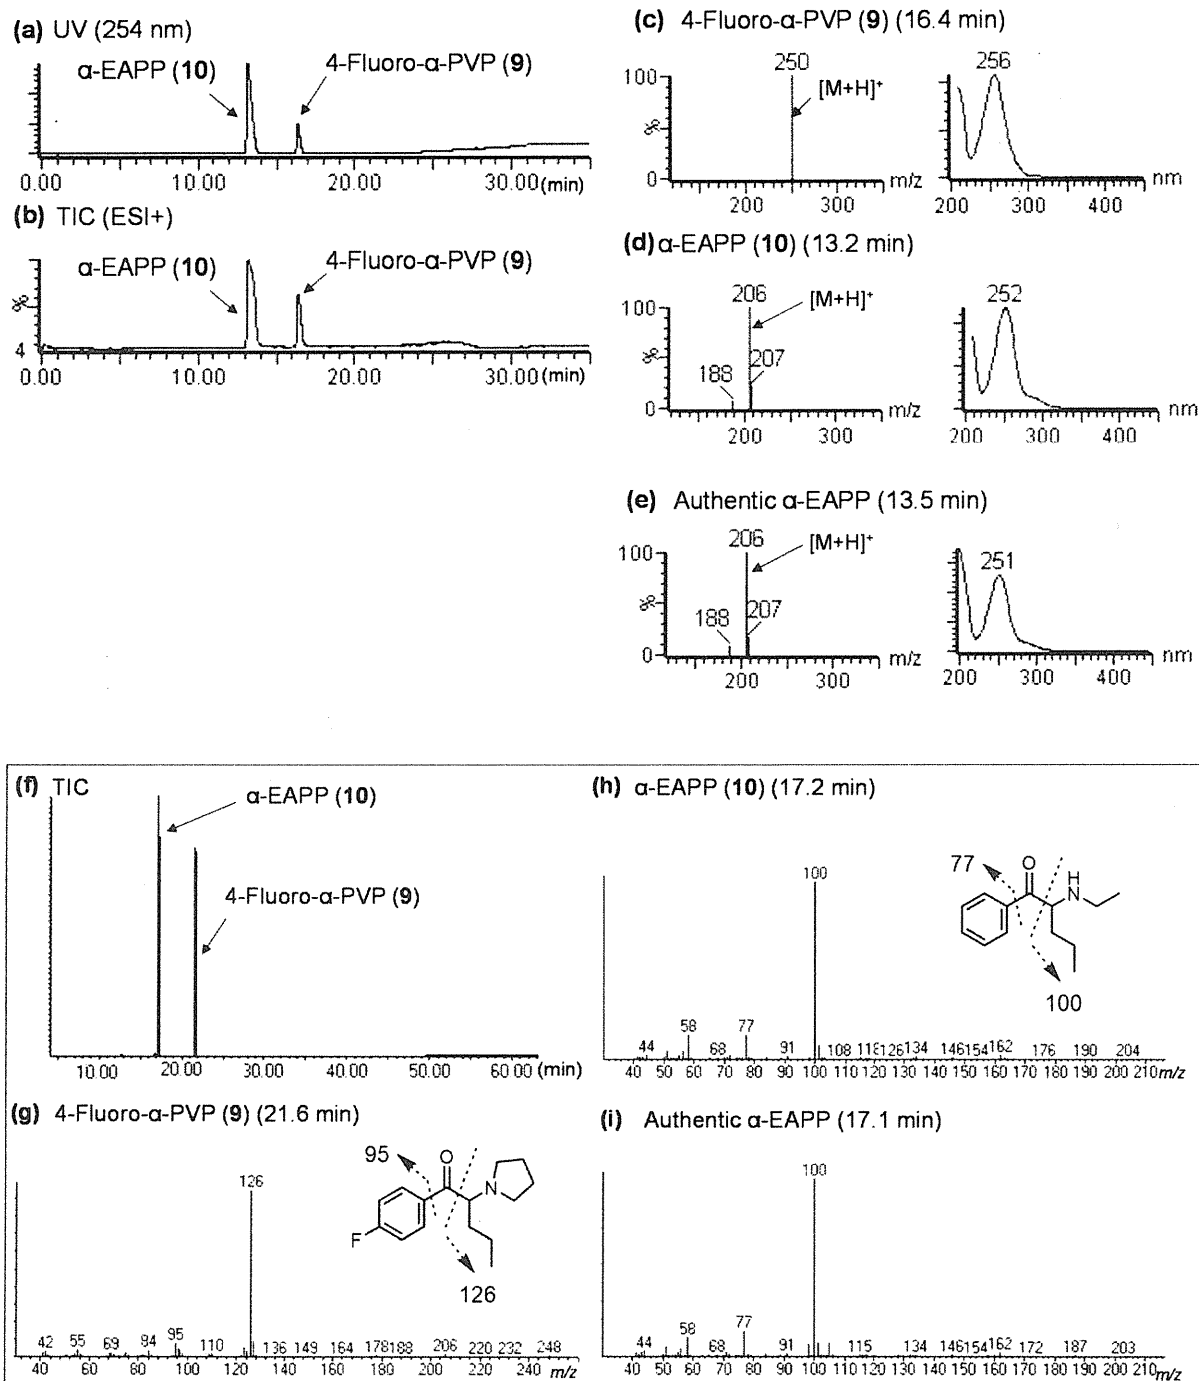 (a) UV (254 nm)
α-EAPP (10)
4-Fluoro-α-PVP (9)
0.00 10.00 20.00 30.00 (min)
(b) TIC (ESI+)
α-EAPP (10)
4-Fluoro-α-PVP (9)
%
4
0.00 10.00 20.00 30.00 (min)
(c) 4-Fluoro-α-PVP (9) (16.4 min)
250
256
100
[M+H]+
%
0
m/z
nm
200 300
200 300 400
(d) α-EAPP (10) (13.2 min)
206
252
100
[M+H]+
207
188
%
0
m/z
nm
200 300
200 300 400
(e) Authentic α-EAPP (13.5 min)
206
251
100
[M+H]+
207
188
%
0
m/z
nm
200 300
200 300 400
(f) TIC
α-EAPP (10)
4-Fluoro-α-PVP (9)
10.00 20.00 30.00 40.00 50.00 60.00 (min)
(h) α-EAPP (10) (17.2 min)
100
77
O
H
N
100
44 58 68 77 91 108 118 126 134 146 154 162 176 190 204
40 50 60 70 80 90 100 110 120 130 140 150 160 170 180 190 200 210 m/z
(g) 4-Fluoro-α-PVP (9) (21.6 min)
126
95
O
N
F
126
42 55 69 84 95 110 136 149 164 178 188 206 220 232 248
40 60 80 100 120 140 160 180 200 220 240 m/z
(i) Authentic α-EAPP (17.1 min)
100
44 58 68 77 91 115 134 146 154 162 172 187 203
40 50 60 70 80 90 100 110 120 130 140 150 160 170 180 190 200 210 m/z